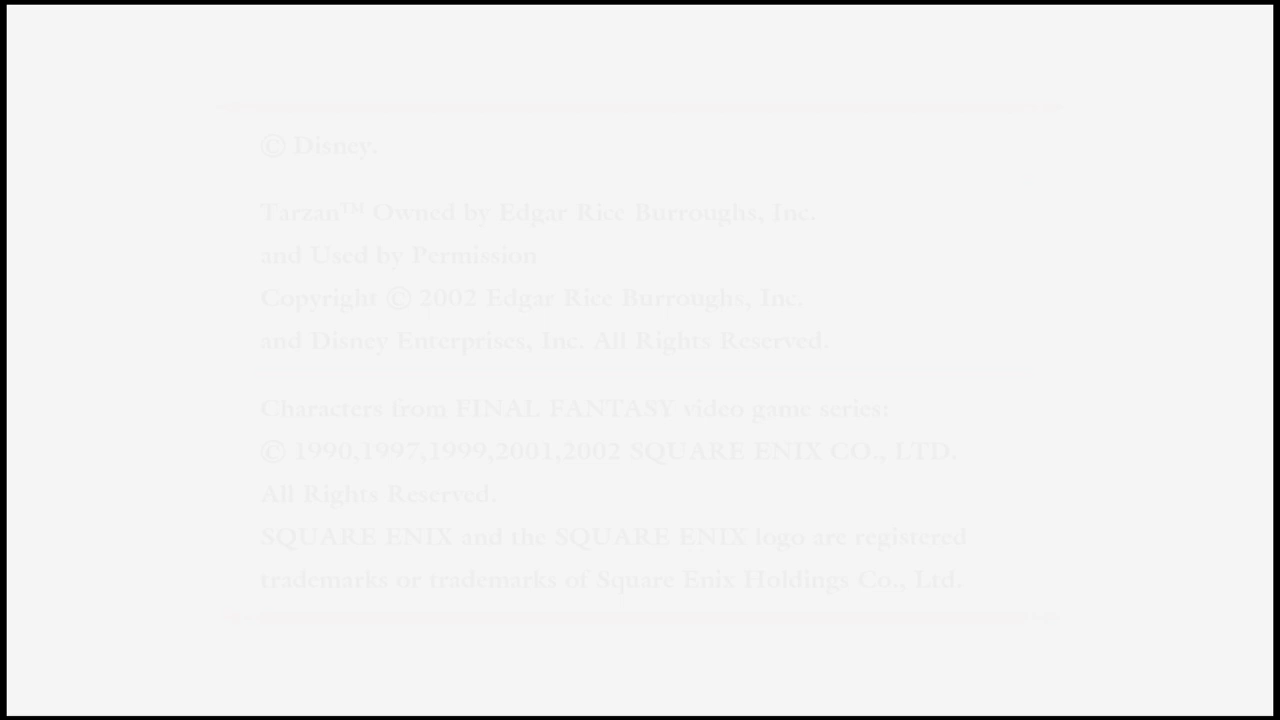 © Disney.
Tarzan™ Owned by Edgar Rice Burroughs, Inc.
and Used by Permission
Copyright © 2002 Edgar Rice Burroughs, Inc.
and Disney Enterprises, Inc. All Rights Reserved.
Characters from FINAL FANTASY video game series:
© 1990,1997,1999,2001,2002 SQUARE ENIX CO., LTD.
All Rights Reserved.
SQUARE ENIX and the SQUARE ENIX logo are registered
trademarks or trademarks of Square Enix Holdings Co., Ltd.